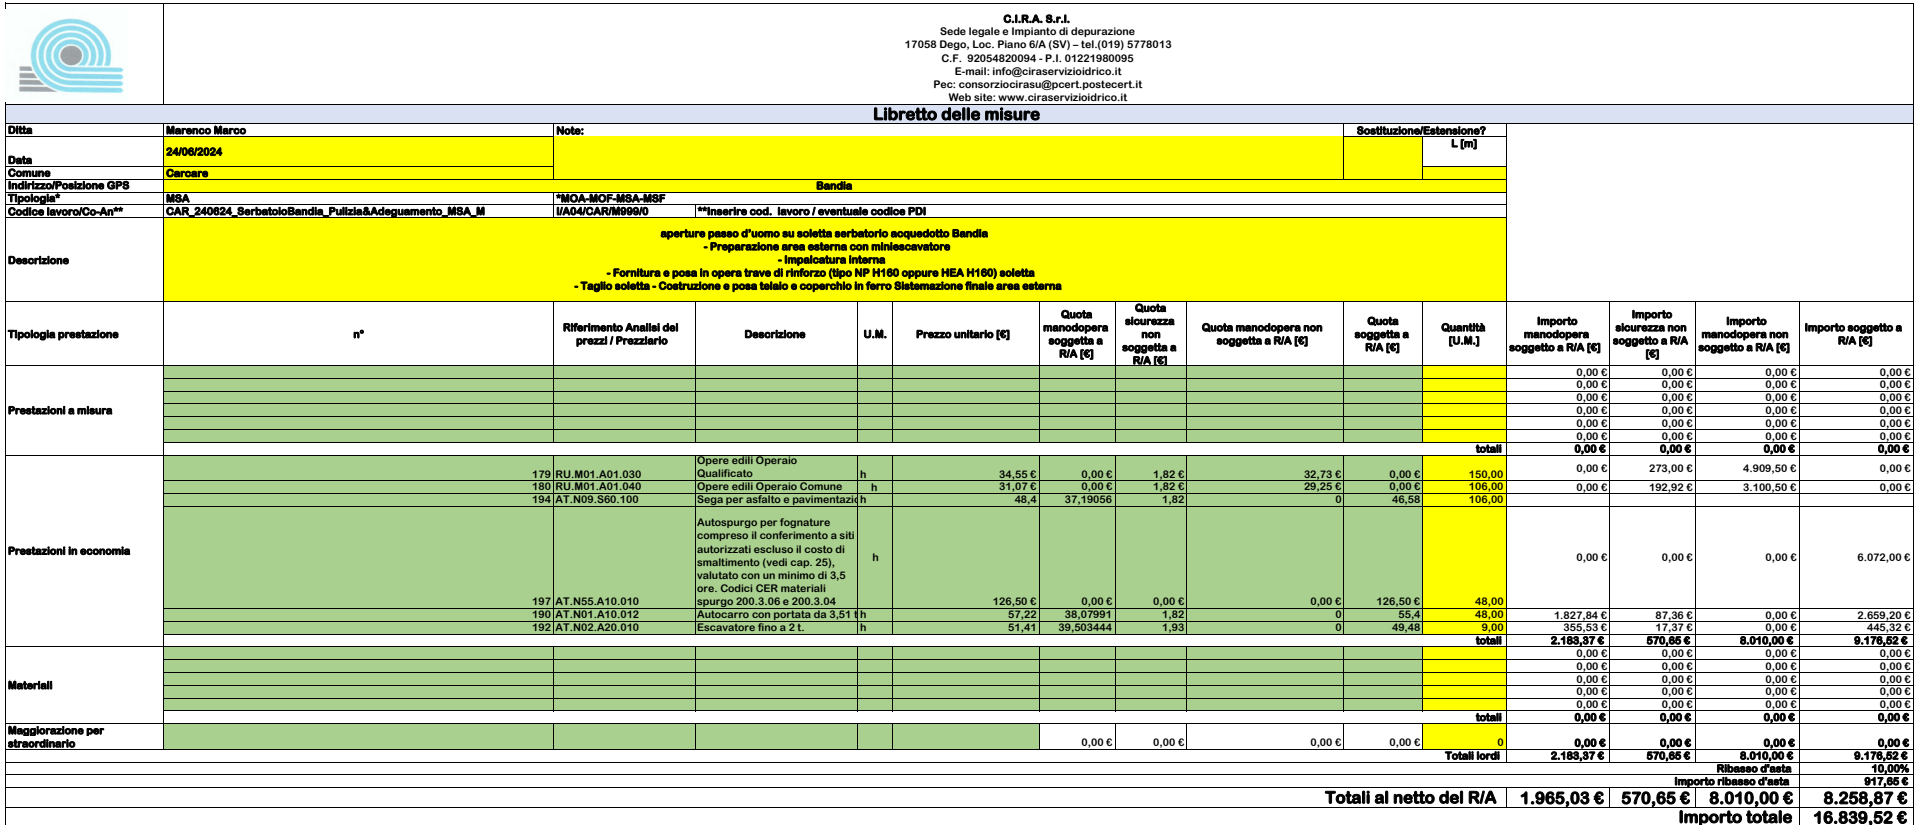 C.I.R.A. S.r.l.
Sede legale e Impianto di depurazione
17058 Dego, Loc. Piano 6/A (SV) – tel.(019) 5778013
C.F. 92054820094 - P.I. 01221980095
E-mail: info@ciraservizioidrico.it
Pec: consorziocirasu@pcert.postecert.it
Web site: www.ciraservizioidrico.it
Libretto delle misure
Ditta Marenco Marco Note: Sostituzione/Estensione?
Data 24/06/2024 L [m]
Comune Carcare
Indirizzo/Posizione GPS Bandia
Tipologia* MSA *MOA-MOF-MSA-MSF
Codice lavoro/Co-An** CAR_240624_SerbatoioBandia_Pulizia&Adeguamento_MSA_M I/A04/CAR/M999/0 **Inserire cod. lavoro / eventuale codice PDI
Descrizione
aperture passo d'uomo su soletta serbatorio acquedotto Bandia
- Preparazione area esterna con miniescavatore
- Impalcatura interna
- Fornitura e posa in opera trave di rinforzo (tipo NP H160 oppure HEA H160) soletta
- Taglio soletta - Costruzione e posa telaio e coperchio in ferro Sistemazione finale area esterna
Tipologia prestazione n° Riferimento Analisi dei prezzi / Prezziario Descrizione U.M. Prezzo unitario [€] Quota manodopera soggetta a R/A [€] Quota sicurezza non soggetta a R/A [€] Quota manodopera non soggetta a R/A [€] Quota soggetta a R/A [€] Quantità [U.M.] Importo manodopera soggetto a R/A [€] Importo sicurezza non soggetto a R/A [€] Importo manodopera non soggetto a R/A [€] Importo soggetto a R/A [€]
Prestazioni a misura
0,00 € 0,00 € 0,00 € 0,00 €
0,00 € 0,00 € 0,00 € 0,00 €
0,00 € 0,00 € 0,00 € 0,00 €
0,00 € 0,00 € 0,00 € 0,00 €
0,00 € 0,00 € 0,00 € 0,00 €
0,00 € 0,00 € 0,00 € 0,00 €
totali 0,00 € 0,00 € 0,00 € 0,00 €
Prestazioni in economia
179 RU.M01.A01.030 Opere edili Operaio Qualificato h 34,55 € 0,00 € 1,82 € 32,73 € 0,00 € 150,00 0,00 € 273,00 € 4.909,50 € 0,00 €
180 RU.M01.A01.040 Opere edili Operaio Comune h 31,07 € 0,00 € 1,82 € 29,25 € 0,00 € 106,00 0,00 € 192,92 € 3.100,50 € 0,00 €
194 AT.N09.S60.100 Sega per asfalto e pavimentazio h 48,4 37,19056 1,82 0 46,58 106,00
197 AT.N55.A10.010 Autospurgo per fognature compreso il conferimento a siti autorizzati escluso il costo di smaltimento (vedi cap. 25), valutato con un minimo di 3,5 ore. Codici CER materiali spurgo 200.3.06 e 200.3.04 h 126,50 € 0,00 € 0,00 € 0,00 € 126,50 € 48,00 0,00 € 0,00 € 0,00 € 6.072,00 €
190 AT.N01.A10.012 Autocarro con portata da 3,51 t h 57,22 38,07991 1,82 0 55,4 48,00 1.827,84 € 87,36 € 0,00 € 2.659,20 €
192 AT.N02.A20.010 Escavatore fino a 2 t. h 51,41 39,503444 1,93 0 49,48 9,00 355,53 € 17,37 € 0,00 € 445,32 €
totali 2.183,37 € 570,65 € 8.010,00 € 9.176,52 €
Materiali
0,00 € 0,00 € 0,00 € 0,00 €
0,00 € 0,00 € 0,00 € 0,00 €
0,00 € 0,00 € 0,00 € 0,00 €
0,00 € 0,00 € 0,00 € 0,00 €
0,00 € 0,00 € 0,00 € 0,00 €
totali 0,00 € 0,00 € 0,00 € 0,00 €
Maggiorazione per straordinario 0,00 € 0,00 € 0,00 € 0,00 € 0 0,00 € 0,00 € 0,00 € 0,00 €
Totali lordi 2.183,37 € 570,65 € 8.010,00 € 9.176,52 €
Ribasso d'asta 10,00%
Importo ribasso d'asta 917,65 €
Totali al netto del R/A 1.965,03 € 570,65 € 8.010,00 € 8.258,87 €
Importo totale 16.839,52 €